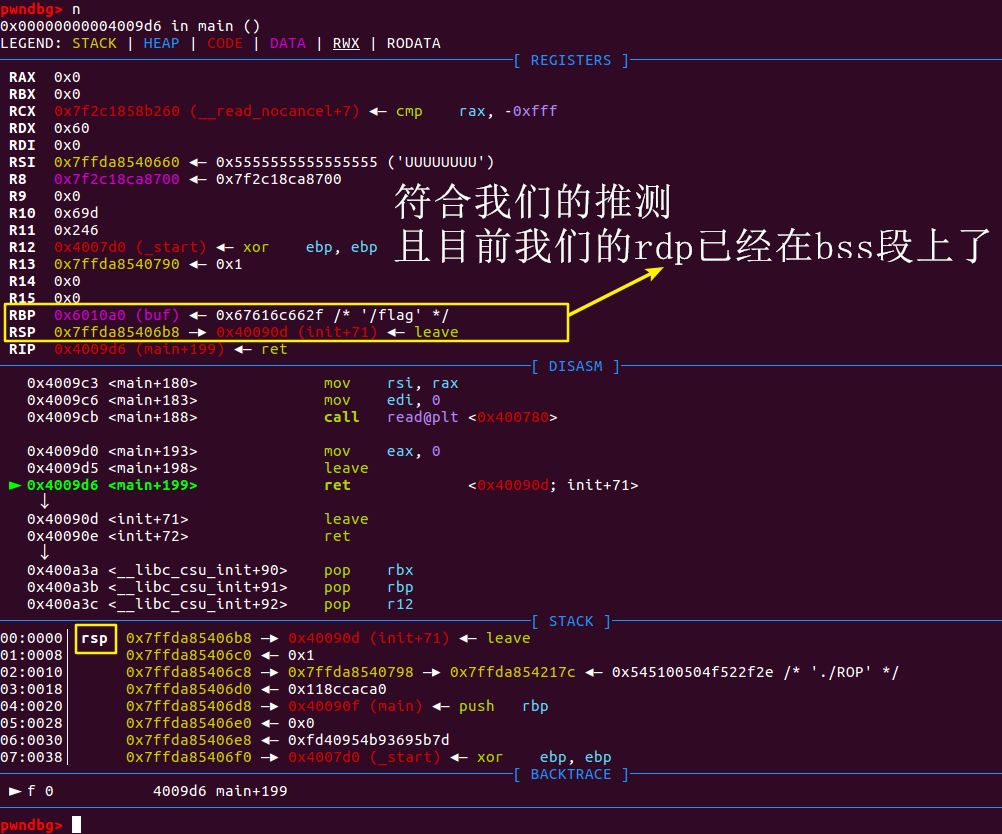 pwndbg> n
0x00000000004009d6 in main ()
LEGEND: STACK | HEAP | CODE | DATA | RWX | RODATA
[ REGISTERS ]
RAX  0x0
RBX  0x0
RCX  0x7f2c1858b260 (__read_nocancel+7) ◂— cmp    rax, -0xfff
RDX  0x60
RDI  0x0
RSI  0x7ffda8540660 ◂— 0x5555555555555555 ('UUUUUUUU')
R8   0x7f2c18ca8700 ◂— 0x7f2c18ca8700
R9   0x0
R10  0x69d
R11  0x246
R12  0x4007d0 (_start) ◂— xor    ebp, ebp
R13  0x7ffda8540790 ◂— 0x1
R14  0x0
R15  0x0
RBP  0x6010a0 (buf) ◂— 0x67616c662f /* '/flag' */
RSP  0x7ffda85406b8 —▸ 0x40090d (init+71) ◂— leave
RIP  0x4009d6 (main+199) ◂— ret
符合我们的推测
且目前我们的rdp已经在bss段上了
[ DISASM ]
0x4009c3 <main+180>    mov    rsi, rax
0x4009c6 <main+183>    mov    edi, 0
0x4009cb <main+188>    call   read@plt <0x400780>
0x4009d0 <main+193>    mov    eax, 0
0x4009d5 <main+198>    leave
► 0x4009d6 <main+199>    ret    <0x40090d; init+71>
↓
0x40090d <init+71>    leave
0x40090e <init+72>    ret
↓
0x400a3a <__libc_csu_init+90>    pop    rbx
0x400a3b <__libc_csu_init+91>    pop    rbp
0x400a3c <__libc_csu_init+92>    pop    r12
[ STACK ]
00:0000│ rsp  0x7ffda85406b8 —▸ 0x40090d (init+71) ◂— leave
01:0008│      0x7ffda85406c0 ◂— 0x1
02:0010│      0x7ffda85406c8 —▸ 0x7ffda8540798 —▸ 0x7ffda854217c ◂— 0x545100504f522f2e /* './ROP' */
03:0018│      0x7ffda85406d0 ◂— 0x118ccaca0
04:0020│      0x7ffda85406d8 —▸ 0x40090f (main) ◂— push   rbp
05:0028│      0x7ffda85406e0 ◂— 0x0
06:0030│      0x7ffda85406e8 ◂— 0xfd40954b93695b7d
07:0038│      0x7ffda85406f0 —▸ 0x4007d0 (_start) ◂— xor    ebp, ebp
[ BACKTRACE ]
► f 0           4009d6 main+199
pwndbg>